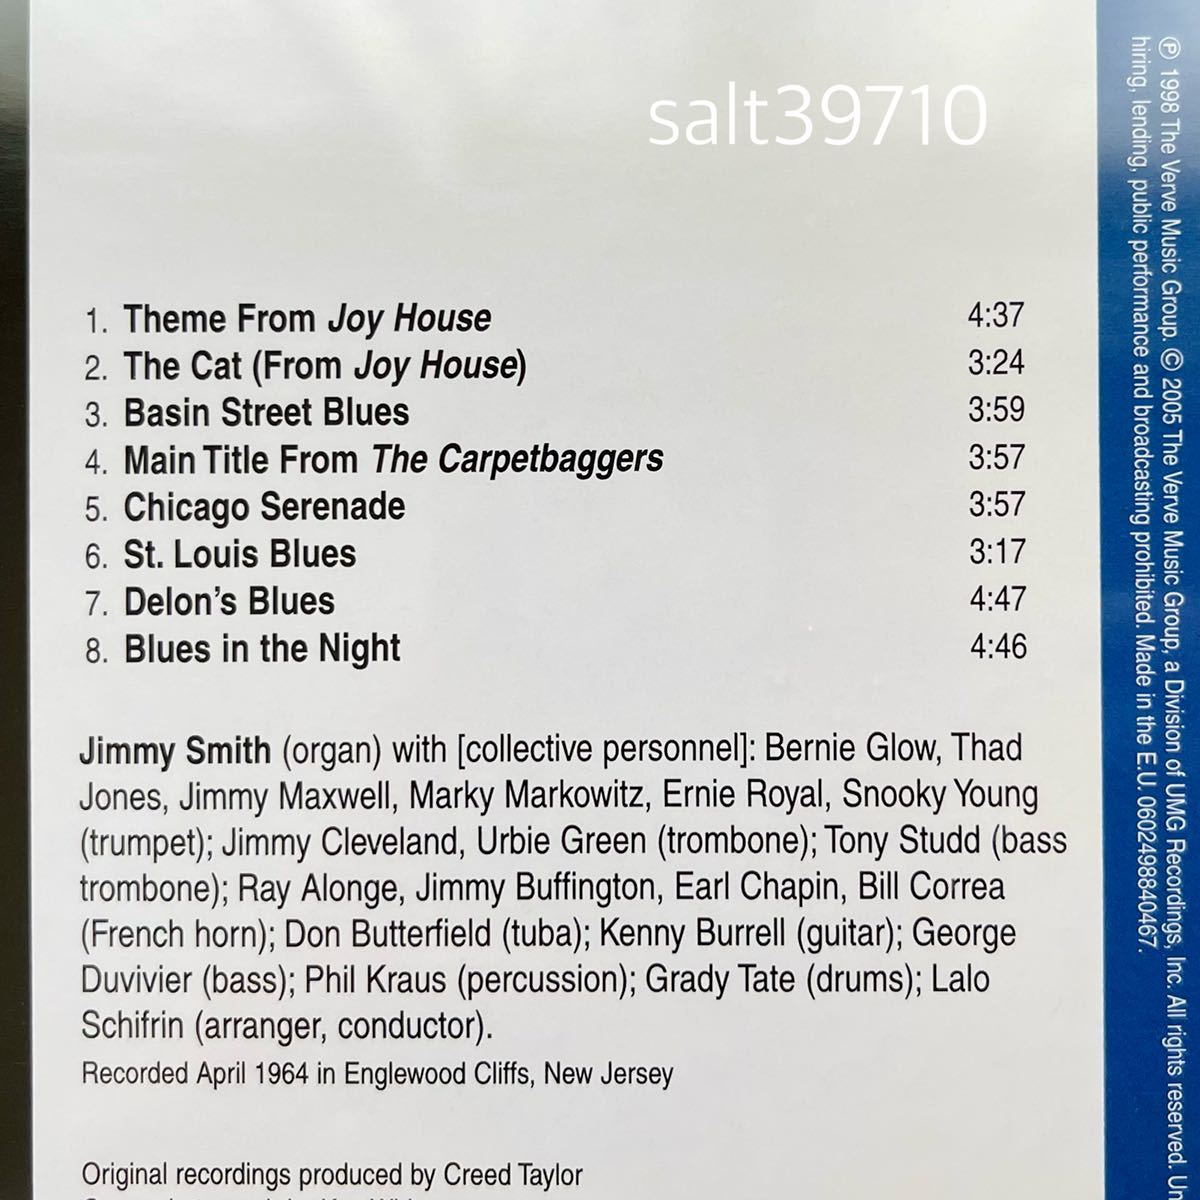 salt39710
1. Theme From Joy House 4:37
2. The Cat (From Joy House) 3:24
3. Basin Street Blues 3:59
4. Main Title From The Carpetbaggers 3:57
5. Chicago Serenade 3:57
6. St. Louis Blues 3:17
7. Delon's Blues 4:47
8. Blues in the Night 4:46
Jimmy Smith (organ) with [collective personnel]: Bernie Glow, Thad
Jones, Jimmy Maxwell, Marky Markowitz, Ernie Royal, Snooky Young
(trumpet); Jimmy Cleveland, Urbie Green (trombone); Tony Studd (bass
trombone); Ray Alonge, Jimmy Buffington, Earl Chapin, Bill Correa
(French horn); Don Butterfield (tuba); Kenny Burrell (guitar); George
Duvivier (bass); Phil Kraus (percussion); Grady Tate (drums); Lalo
Schifrin (arranger, conductor).
Recorded April 1964 in Englewood Cliffs, New Jersey
Original recordings produced by Creed Taylor
℗ 1998 The Verve Music Group. © 2005 The Verve Music Group, a Division of UMG Recordings, Inc. All rights reserved.
hiring, lending, public performance and broadcasting prohibited. Made in the E.U. 0602498840467.